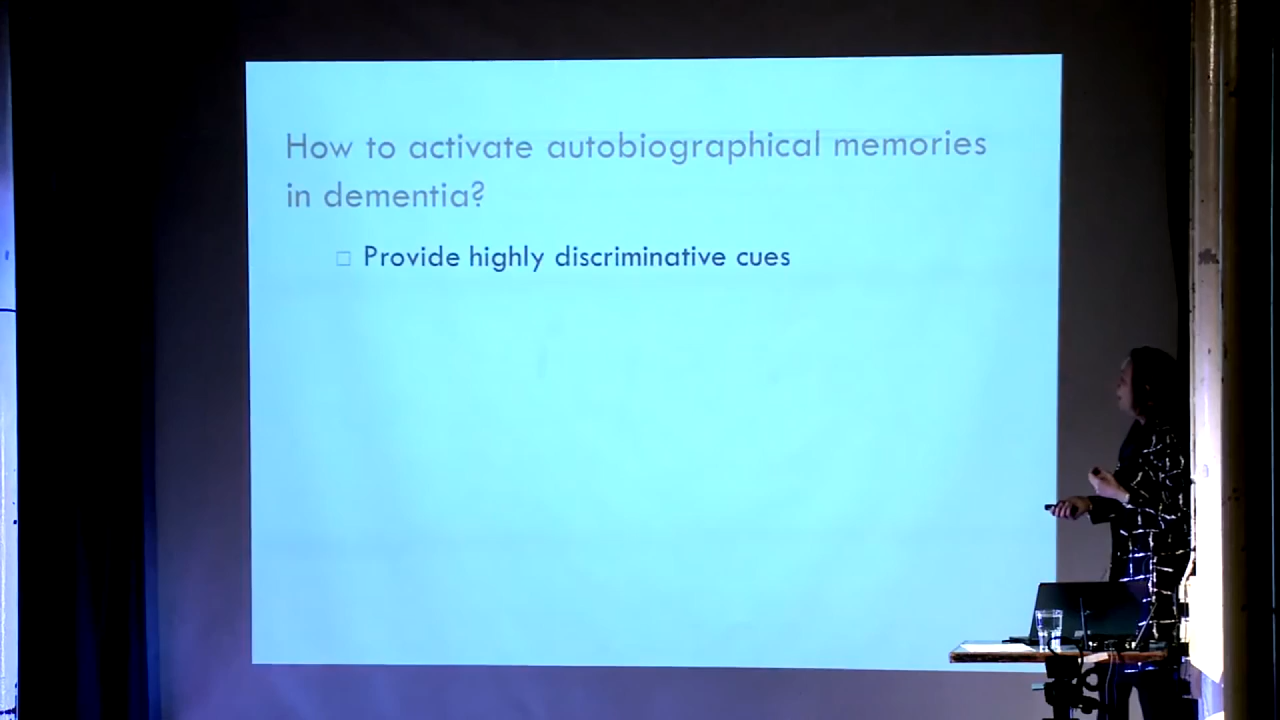 How to activate autobiographical memories
in dementia?
Provide highly discriminative cues